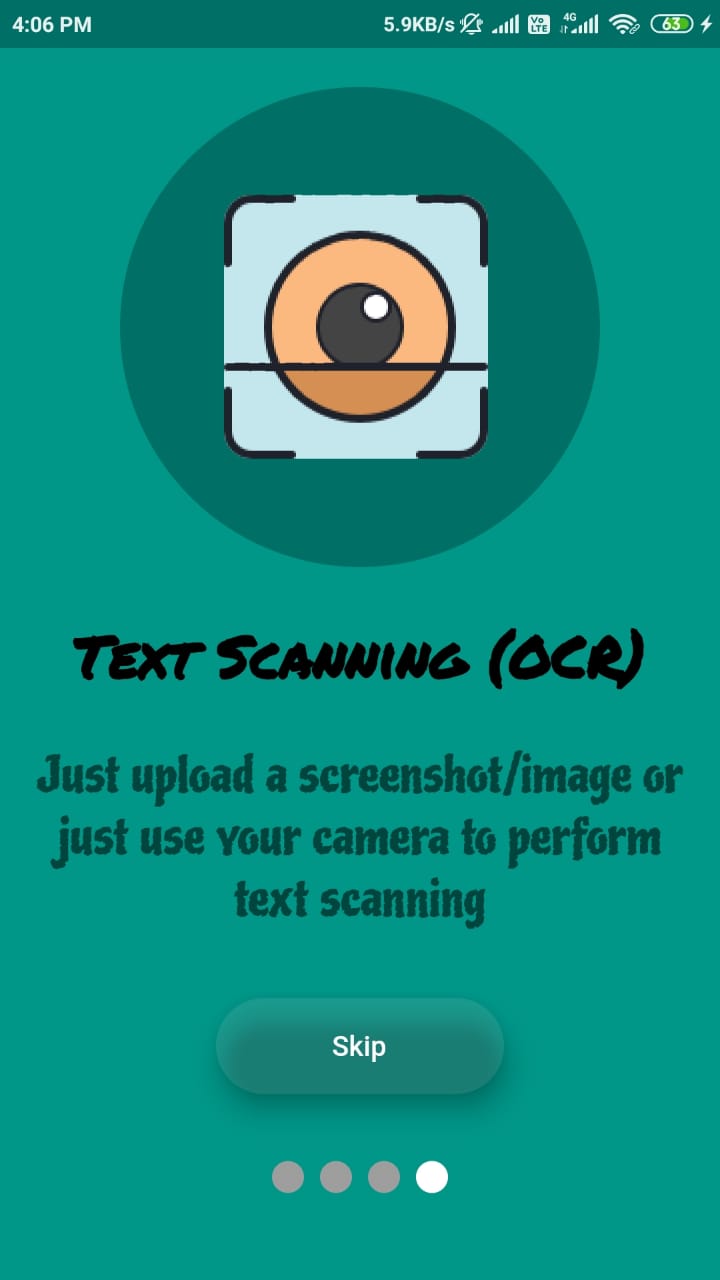 4:06 PM 5.9KB/s Vo LTE 4G 63
Text Scanning (OCR)
Just upload a screenshot/image or
just use your camera to perform
text scanning
Skip